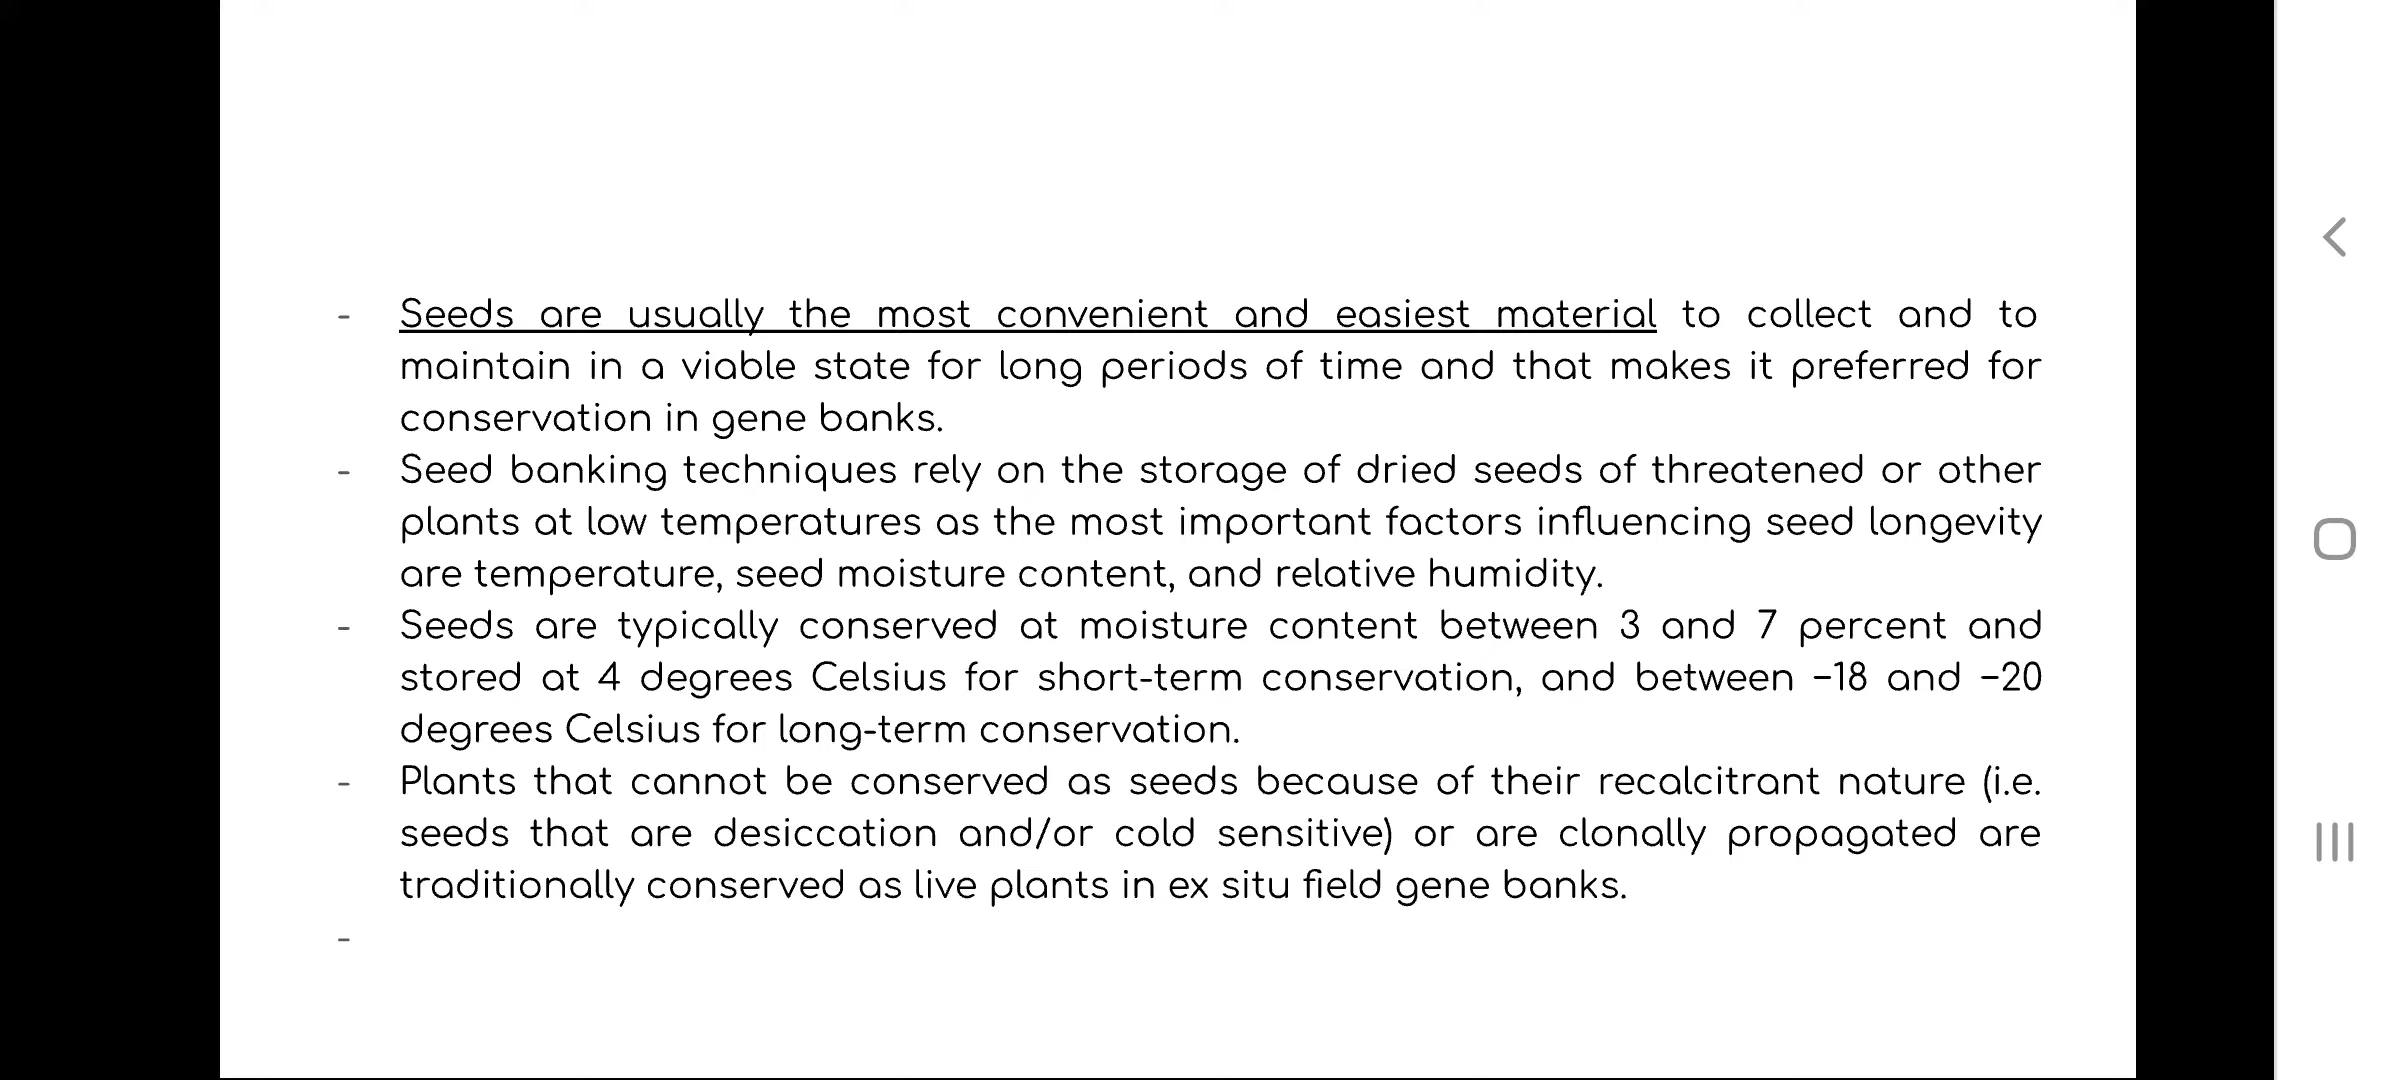 - Seeds are usually the most convenient and easiest material to collect and to
maintain in a viable state for long periods of time and that makes it preferred for
conservation in gene banks.
- Seed banking techniques rely on the storage of dried seeds of threatened or other
plants at low temperatures as the most important factors influencing seed longevity
are temperature, seed moisture content, and relative humidity.
- Seeds are typically conserved at moisture content between 3 and 7 percent and
stored at 4 degrees Celsius for short-term conservation, and between −18 and −20
degrees Celsius for long-term conservation.
- Plants that cannot be conserved as seeds because of their recalcitrant nature (i.e.
seeds that are desiccation and/or cold sensitive) or are clonally propagated are
traditionally conserved as live plants in ex situ field gene banks.
-